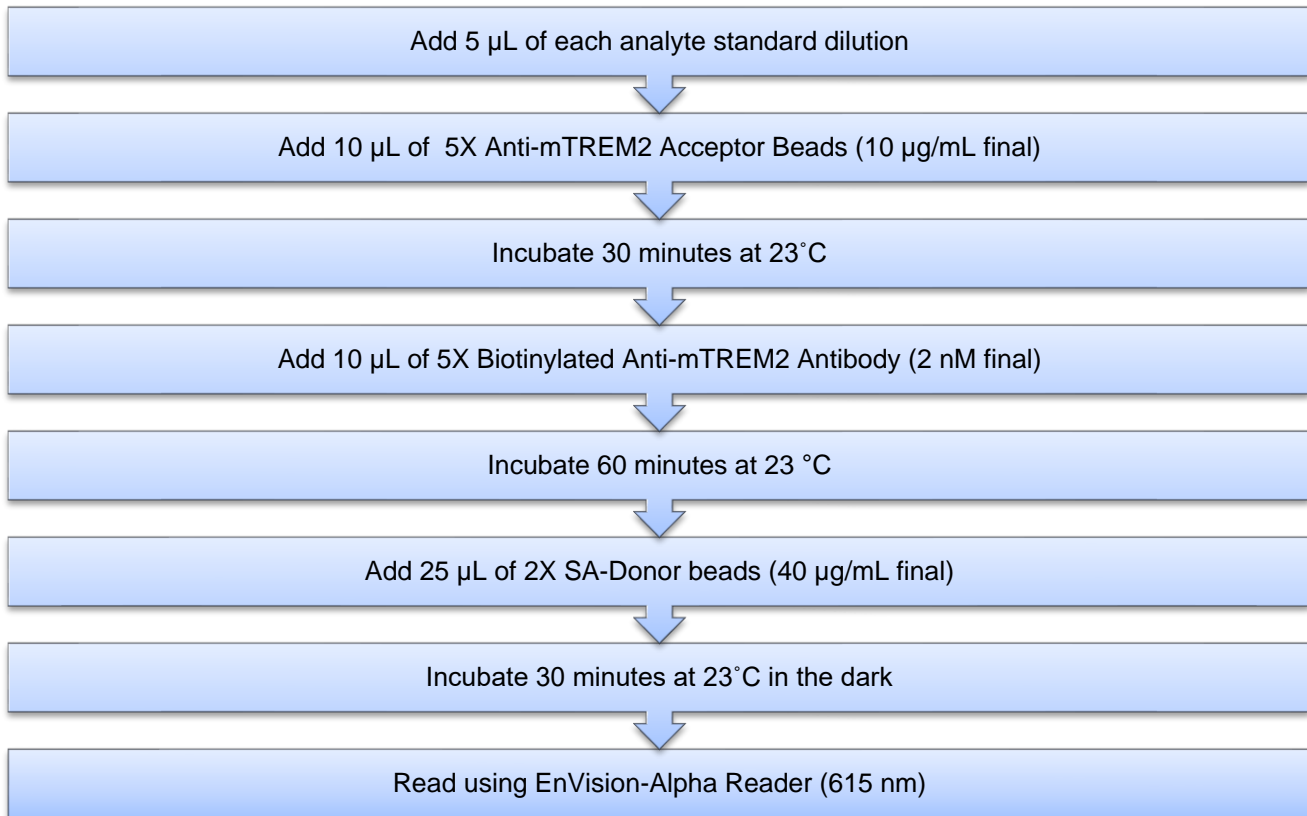 Add 5 µL of each analyte standard dilution
Add 10 µL of  5X Anti-mTREM2 Acceptor Beads (10 µg/mL final)
Incubate 30 minutes at 23˚C
Add 10 µL of 5X Biotinylated Anti-mTREM2 Antibody (2 nM final)
Incubate 60 minutes at 23 °C
Add 25 µL of 2X SA-Donor beads (40 µg/mL final)
Incubate 30 minutes at 23˚C in the dark
Read using EnVision-Alpha Reader (615 nm)